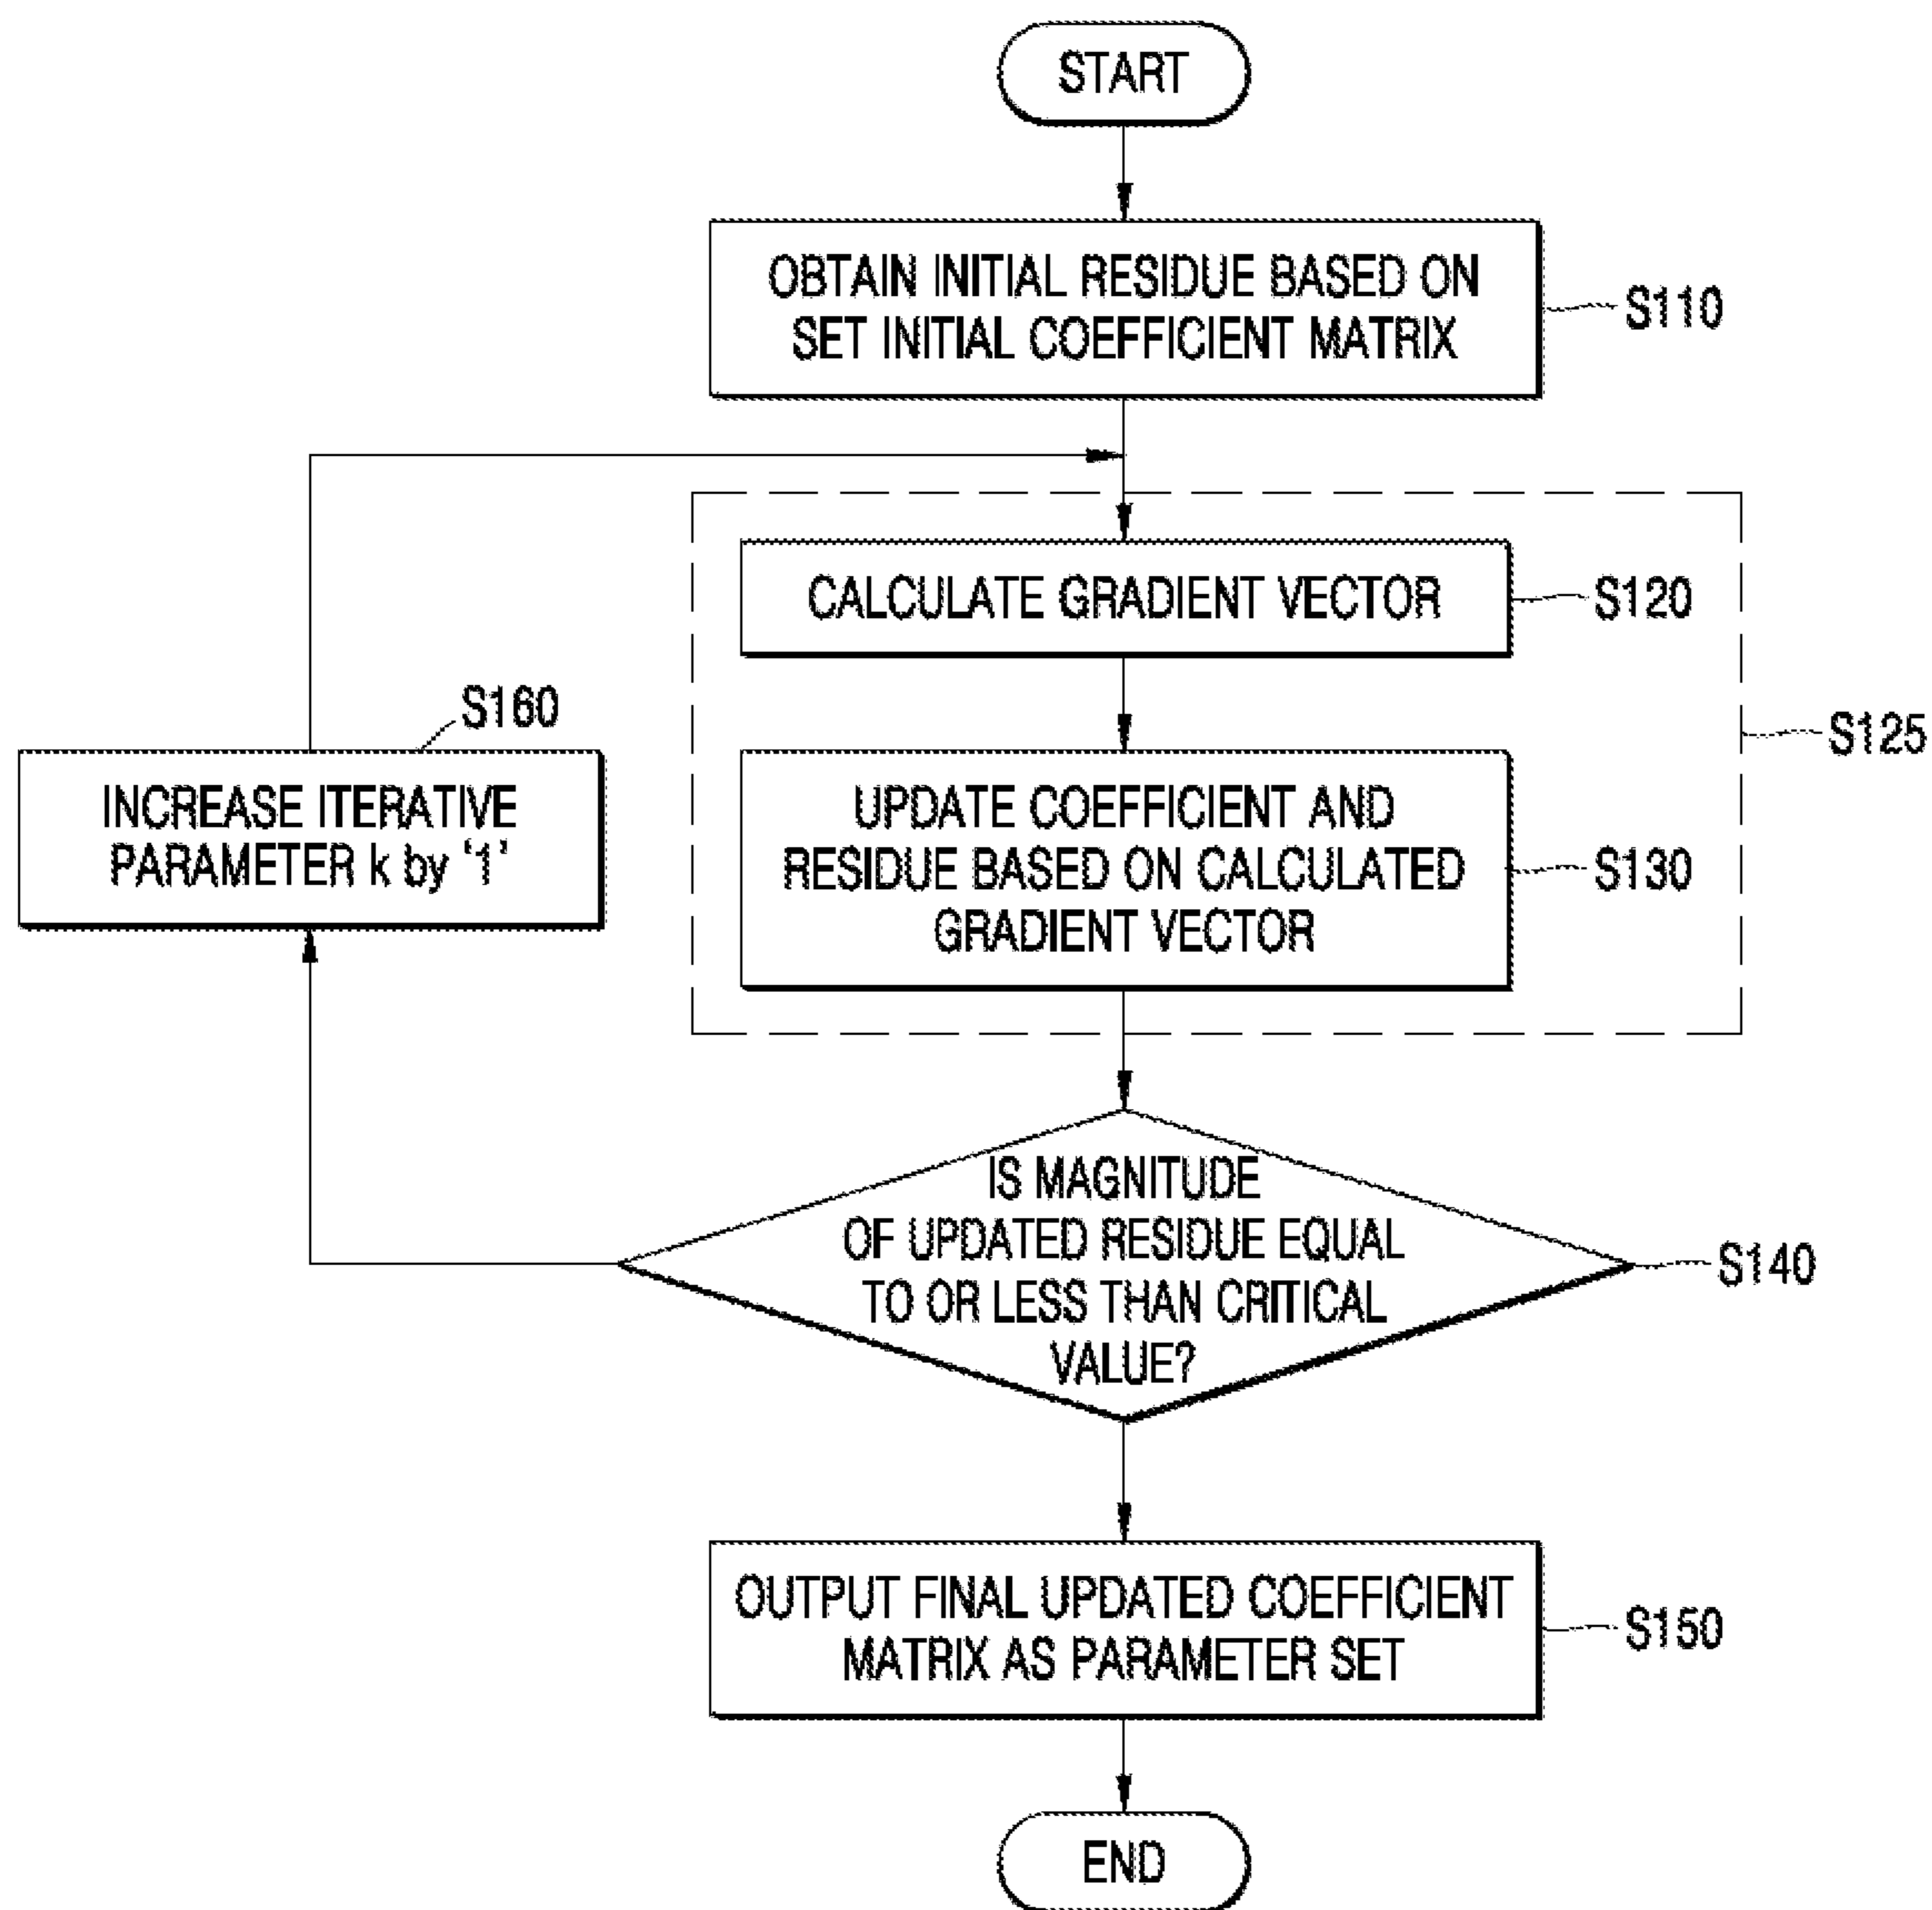 START
OBTAIN INITIAL RESIDUE BASED ON
SET INITIAL COEFFICIENT MATRIX
S110
CALCULATE GRADIENT VECTOR
S120
S160
S125
INCREASE ITERATIVE
PARAMETER k by ‘1’
UPDATE COEFFICIENT AND
RESIDUE BASED ON CALCULATED
GRADIENT VECTOR
S130
IS MAGNITUDE
OF UPDATED RESIDUE EQUAL
TO OR LESS THAN CRITICAL
VALUE?
S140
OUTPUT FINAL UPDATED COEFFICIENT
MATRIX AS PARAMETER SET
S150
END